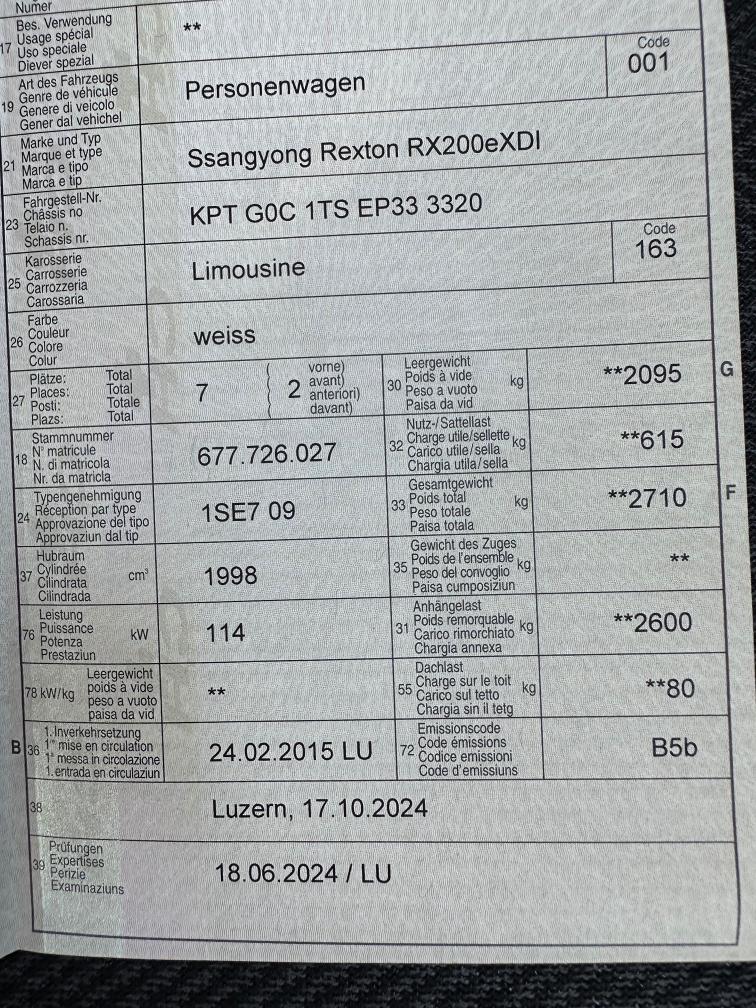 Numer
17 Bes. Verwendung
Usage spécial
Uso speciale
Diever spezial
**
19 Art des Fahrzeugs
Genre de véhicule
Genere di veicolo
Gener dal vehichel
Personenwagen
Code
001
21 Marke und Typ
Marque et type
Marca e tipo
Marca e tip
Ssangyong Rexton RX200eXDI
23 Fahrgestell-Nr.
Châssis no
Telaio n.
Schassis nr.
KPT G0C 1TS EP33 3320
25 Karosserie
Carrosserie
Carrozzeria
Carossaria
Limousine
Code
163
26 Farbe
Couleur
Colore
Colur
weiss
27 Plätze: Total
Places: Total
Posti: Totale
Plazs: Total
7 ( 2 vorne)
( avant)
( anteriori)
( davant)
30 Leergewicht
Poids à vide kg
Peso a vuoto
Paisa da vid
**2095 G
18 Stammnummer
N° matricule
N. di matricola
Nr. da matricla
677.726.027
32 Nutz-/Sattellast
Charge utile/sellette kg
Carico utile/sella
Chargia utila/sella
**615
24 Typengenehmigung
Réception par type
Approvazione del tipo
Approvaziun dal tip
1SE7 09
33 Gesamtgewicht
Poids total kg
Peso totale
Paisa totala
**2710 F
37 Hubraum
Cylindrée cm³
Cilindrata
Cilindrada
1998
35 Gewicht des Zuges
Poids de l'ensemble kg
Peso del convoglio
Paisa cumposiziun
**
76 Leistung
Puissance kW
Potenza
Prestaziun
114
31 Anhängelast
Poids remorquable kg
Carico rimorchiato
Chargia annexa
**2600
78 kW/kg Leergewicht
poids à vide
peso a vuoto
paisa da vid
**
55 Dachlast
Charge sur le toit kg
Carico sul tetto
Chargia sin il tetg
**80
B 36 1. Inverkehrsetzung
1re mise en circulation
1a messa in circolazione
1. entrada en circulaziun
24.02.2015 LU
72 Emissionscode
Code émissions
Codice emissioni
Code d'emissiuns
B5b
38 Luzern, 17.10.2024
39 Prüfungen
Expertises
Perizie
Examinaziuns
18.06.2024 / LU